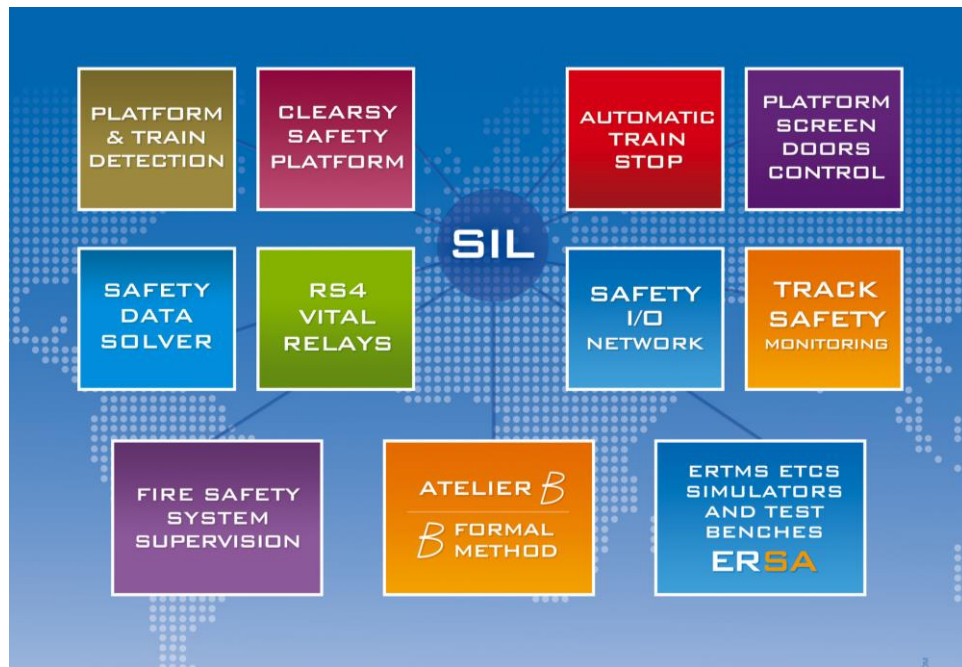 PLATFORM
& TRAIN
DETECTION
CLEARSY
SAFETY
PLATFORM
AUTOMATIC
TRAIN
STOP
PLATFORM
SCREEN
DOORS
CONTROL
SIL
SAFETY
DATA
SOLVER
RS4
VITAL
RELAYS
SAFETY
I/O
NETWORK
TRACK
SAFETY
MONITORING
FIRE SAFETY
SYSTEM
SUPERVISION
ATELIER B
B FORMAL
METHOD
ERTMS ETCS
SIMULATORS
AND TEST
BENCHES
ERSA